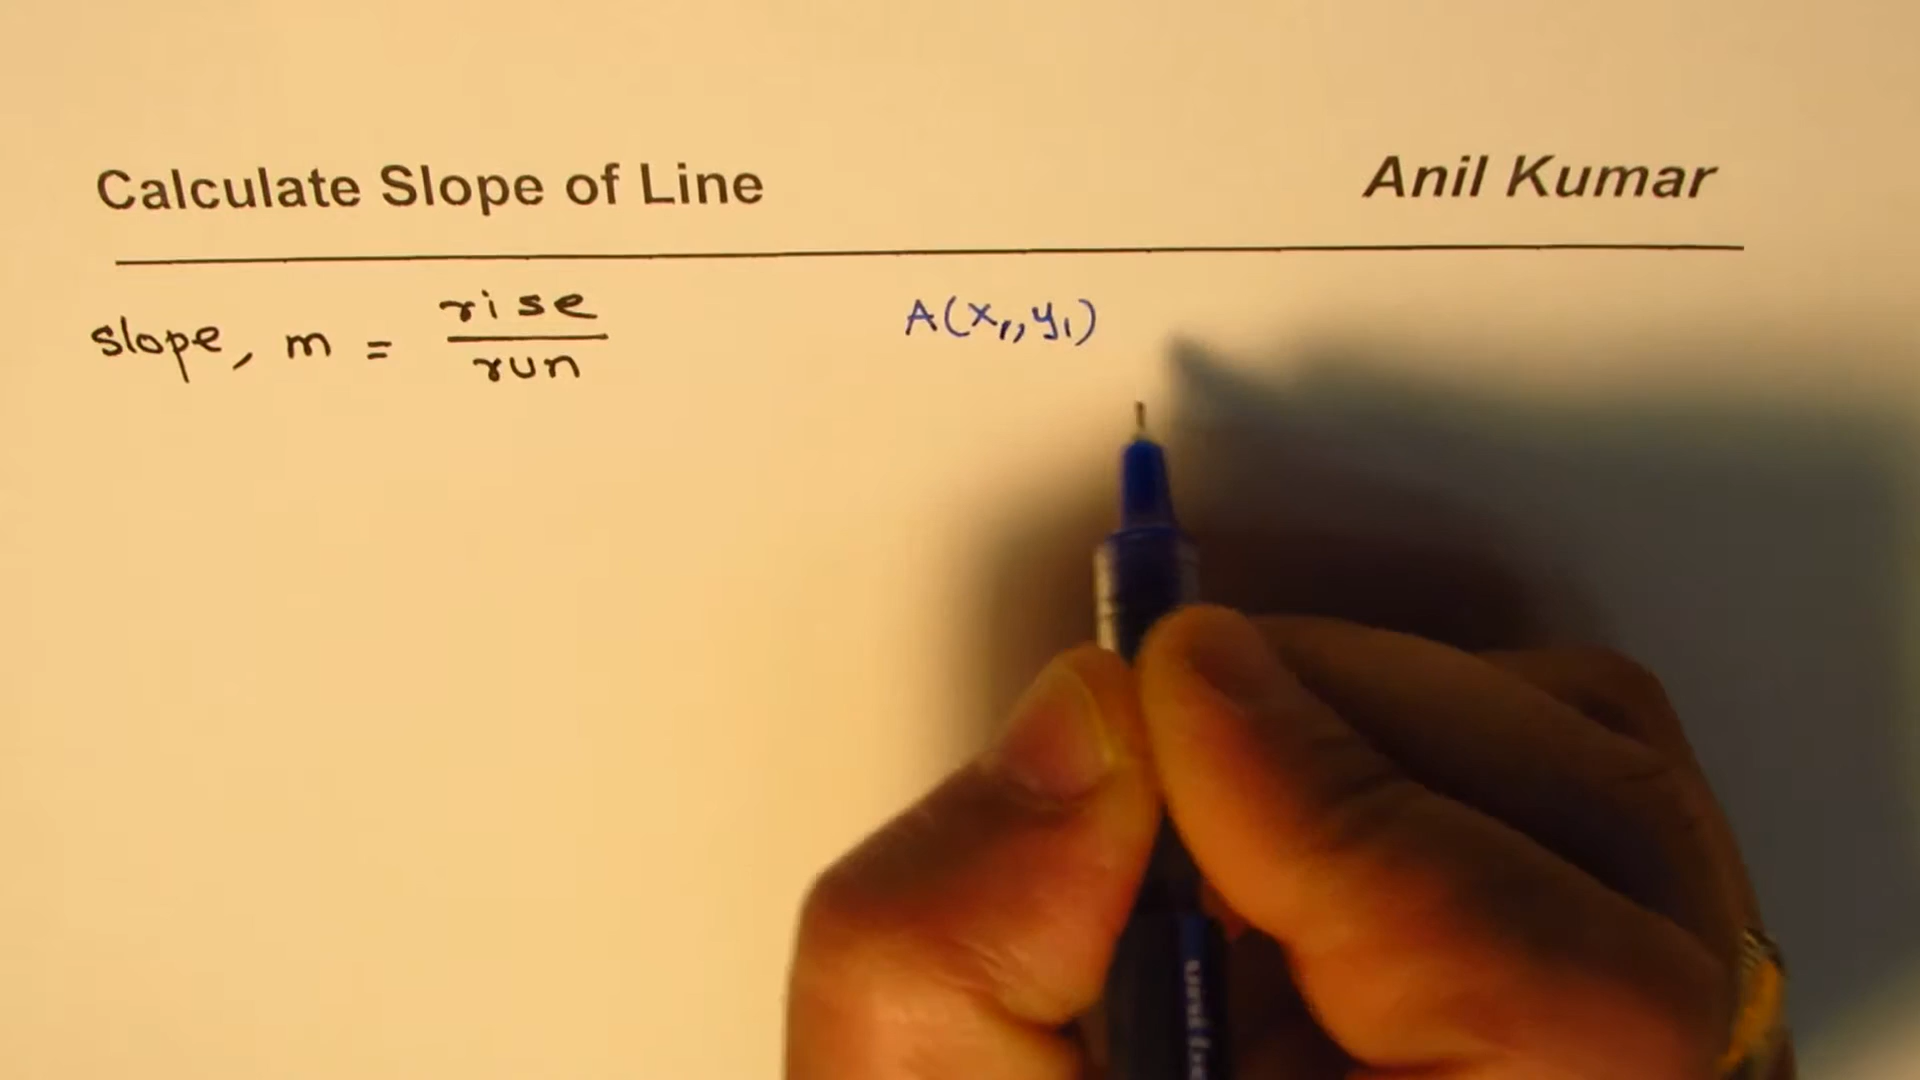 Calculate Slope of Line Anil Kumar
slope, m = rise/run A(x₁, y₁)